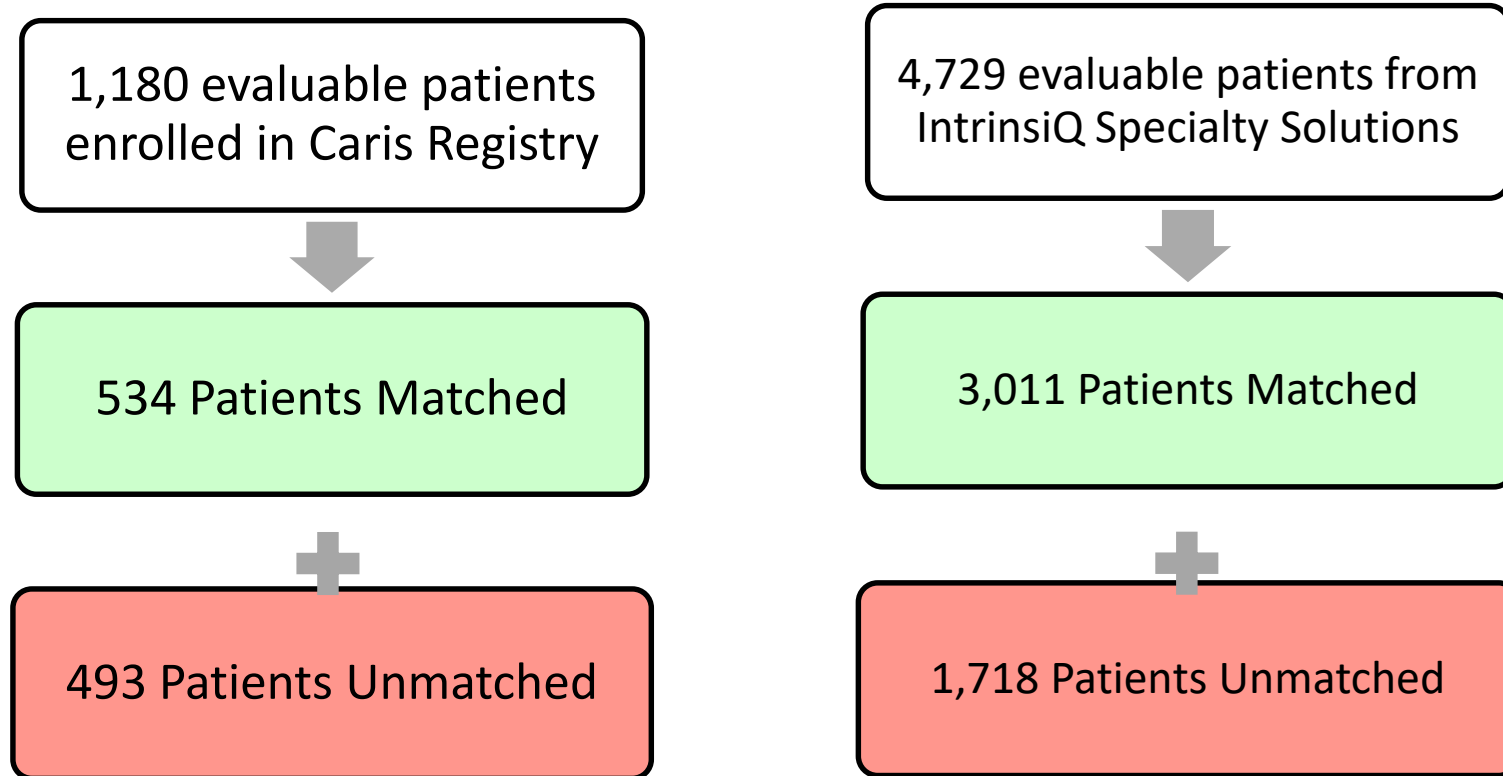 1,180 evaluable patients
enrolled in Caris Registry
534 Patients Matched
493 Patients Unmatched
4,729 evaluable patients from
IntrinsiQ Specialty Solutions
3,011 Patients Matched
1,718 Patients Unmatched